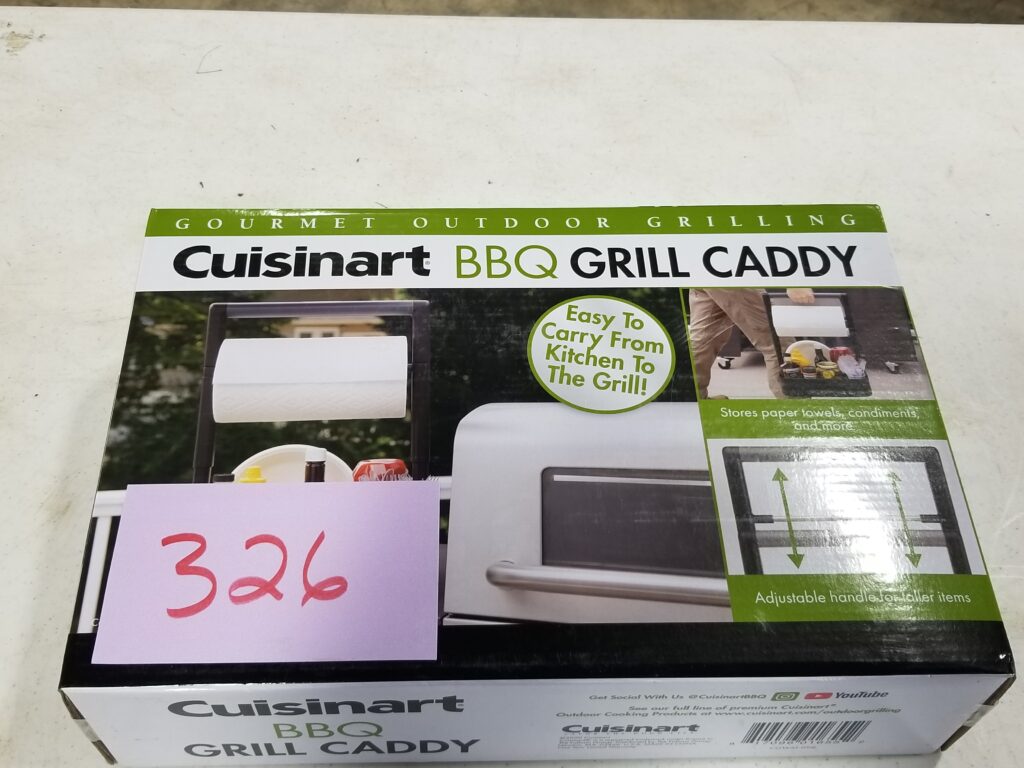 GOURMET OUTDOOR GRILLING
Cuisinart BBQ GRILL CADDY
Easy To
Carry From
Kitchen To
The Grill!
Stores paper towels, condiments,
and more
Adjustable handle for taller items
326
Cuisinart
BBQ
GRILL CADDY
Get Social With Us @CuisinartBBQ YouTube
See our full line of premium Cuisinart®
Outdoor Cooking Products at www.cuisinart.com/outdoorgrilling
Cuisinart